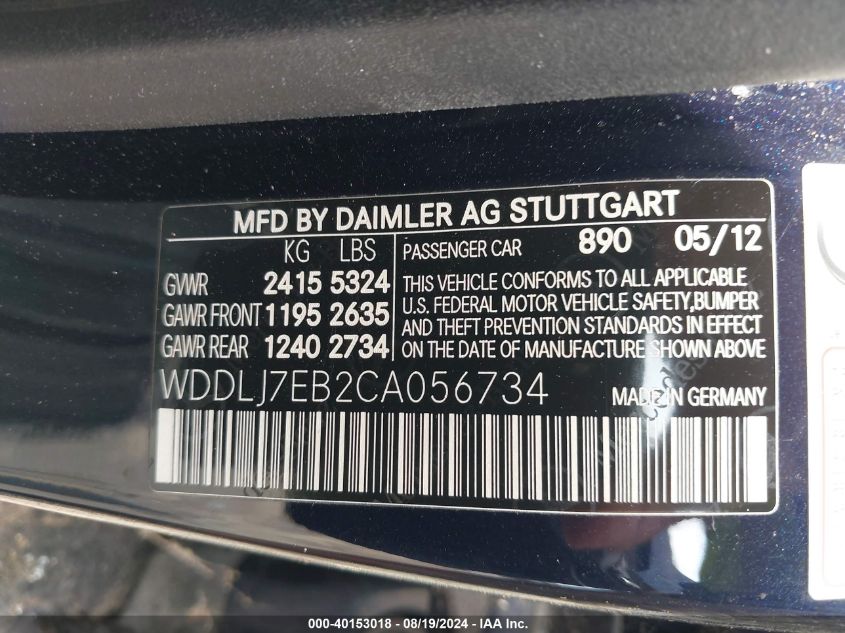 MFD BY DAIMLER AG STUTTGART
KG LBS
GWR 2415 5324
GAWR FRONT 1195 2635
GAWR REAR 1240 2734
PASSENGER CAR 890 05/12
THIS VEHICLE CONFORMS TO ALL APPLICABLE
U.S. FEDERAL MOTOR VEHICLE SAFETY,BUMPER
AND THEFT PREVENTION STANDARDS IN EFFECT
ON THE DATE OF MANUFACTURE SHOWN ABOVE
WDDLJ7EB2CA056734 MADE IN GERMANY
000-40153018 - 08/19/2024 - IAA Inc.